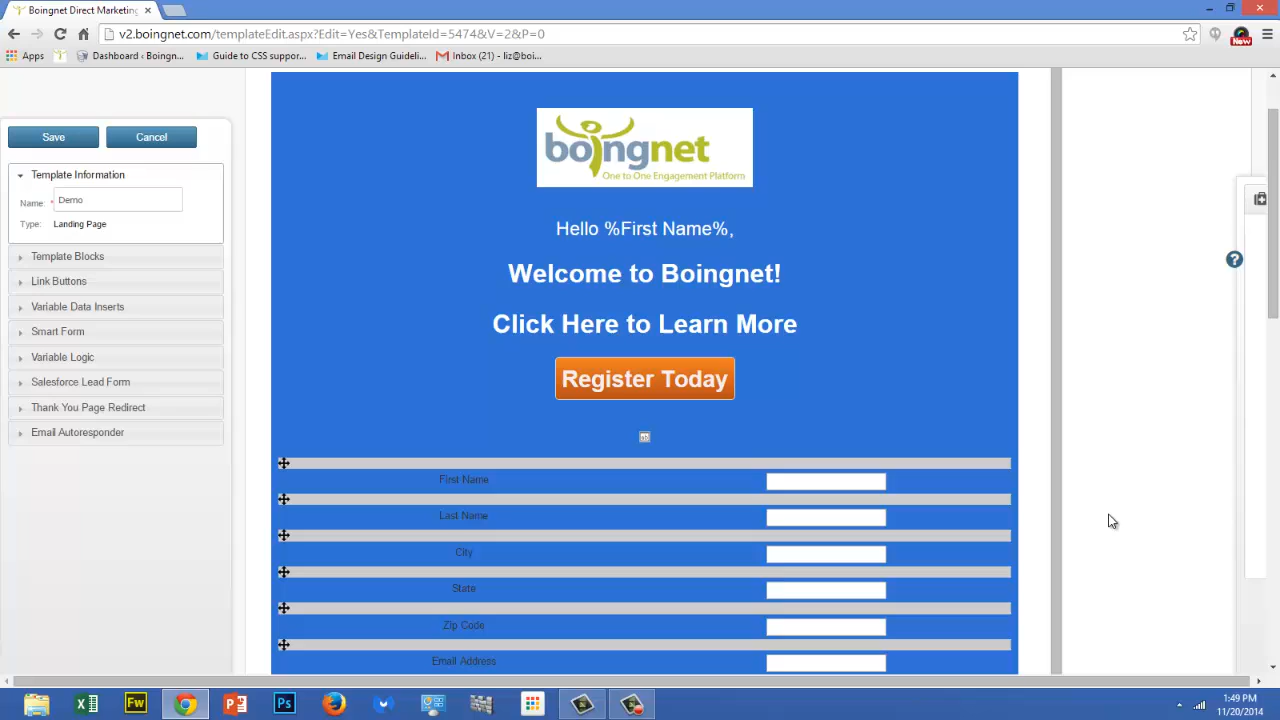 Boingnet Direct Marketing
v2.boingnet.com/templateEdit.aspx?Edit=Yes&TemplateId=5474&V=2&P=0
Apps
Dashboard ‹ Boingn...
Guide to CSS suppor...
Email Design Guideli...
Inbox (21) - liz@boi...
New
Save
Cancel
Template Information
Name: * Demo
Type: Landing Page
Template Blocks
Link Buttons
Variable Data Inserts
Smart Form
Variable Logic
Salesforce Lead Form
Thank You Page Redirect
Email Autoresponder
boingnet
One to One Engagement Platform
Hello %First Name%,
Welcome to Boingnet!
Click Here to Learn More
Register Today
First Name
Last Name
City
State
Zip Code
Email Address
?
Fw
Ps
1:49 PM
11/20/2014